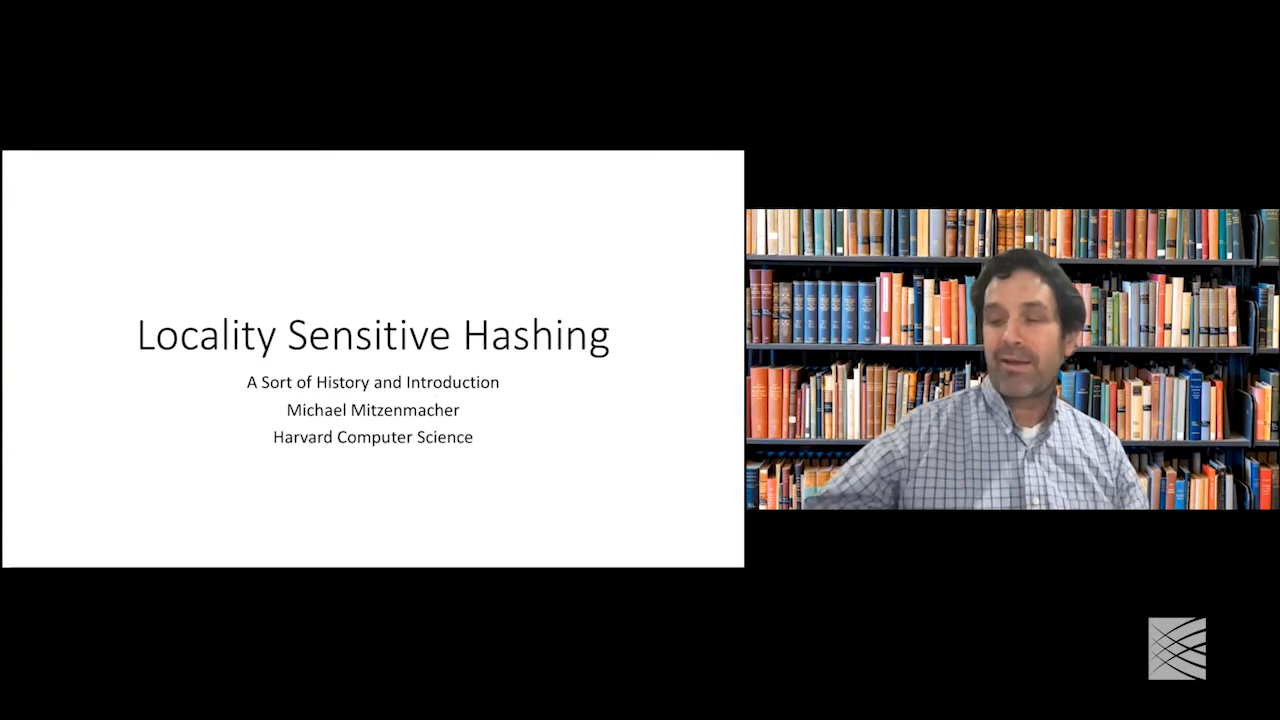 Locality Sensitive Hashing
A Sort of History and Introduction
Michael Mitzenmacher
Harvard Computer Science